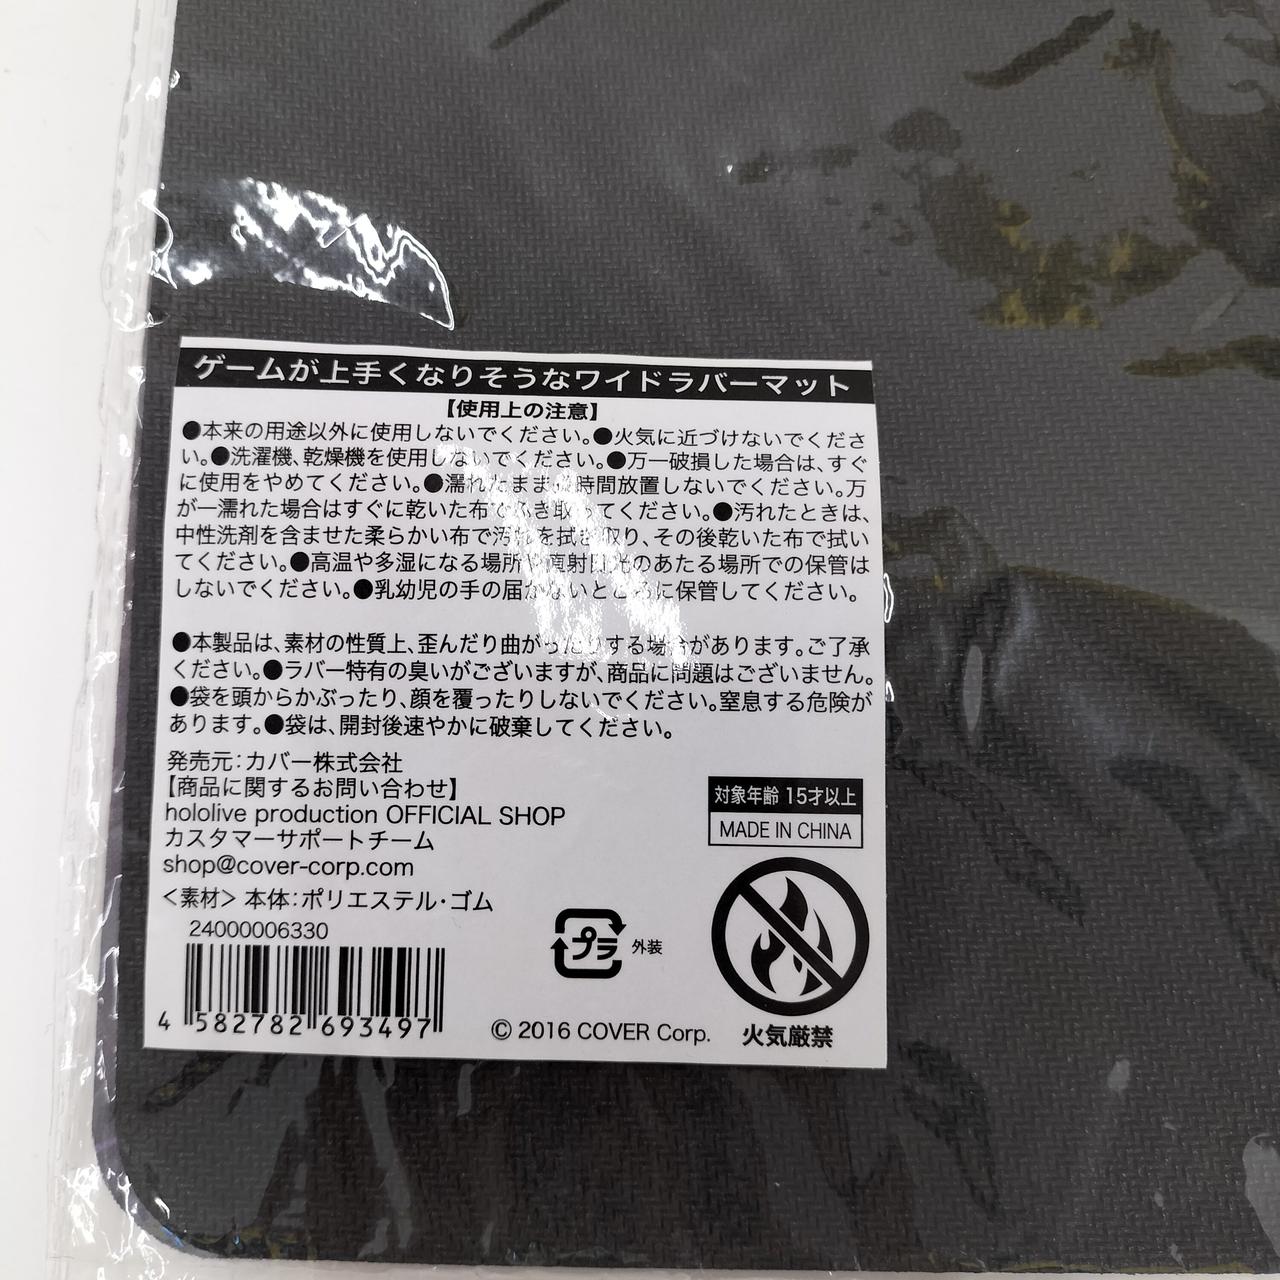 ゲームが上手くなりそうなワイドラバーマット
【使用上の注意】
●本来の用途以外に使用しないでください。●火気に近づけないでくださ
い。●洗濯機、乾燥機を使用しないでください。●万一破損した場合は、すぐ
に使用をやめてください。●濡れたまま長時間放置しないでください。万
が一濡れた場合はすぐに乾いた布でふき取ってください。●汚れたときは、
中性洗剤を含ませた柔らかい布で汚れを拭き取り、その後乾いた布で拭い
てください。●高温や多湿になる場所や直射日光のあたる場所での保管は
しないでください。●乳幼児の手の届かないところに保管してください。
●本製品は、素材の性質上、歪んだり曲がったりする場合があります。ご了承
ください。●ラバー特有の臭いがございますが、商品に問題はございません。
●袋を頭からかぶったり、顔を覆ったりしないでください。窒息する危険が
あります。●袋は、開封後速やかに破棄してください。
発売元：カバー株式会社
【商品に関するお問い合わせ】
hololive production OFFICIAL SHOP
カスタマーサポートチーム
shop@cover-corp.com
＜素材＞ 本体：ポリエステル・ゴム
24000006330
4 582782 693497
プラ 外装
© 2016 COVER Corp.
対象年齢 15才以上
MADE IN CHINA
火気厳禁